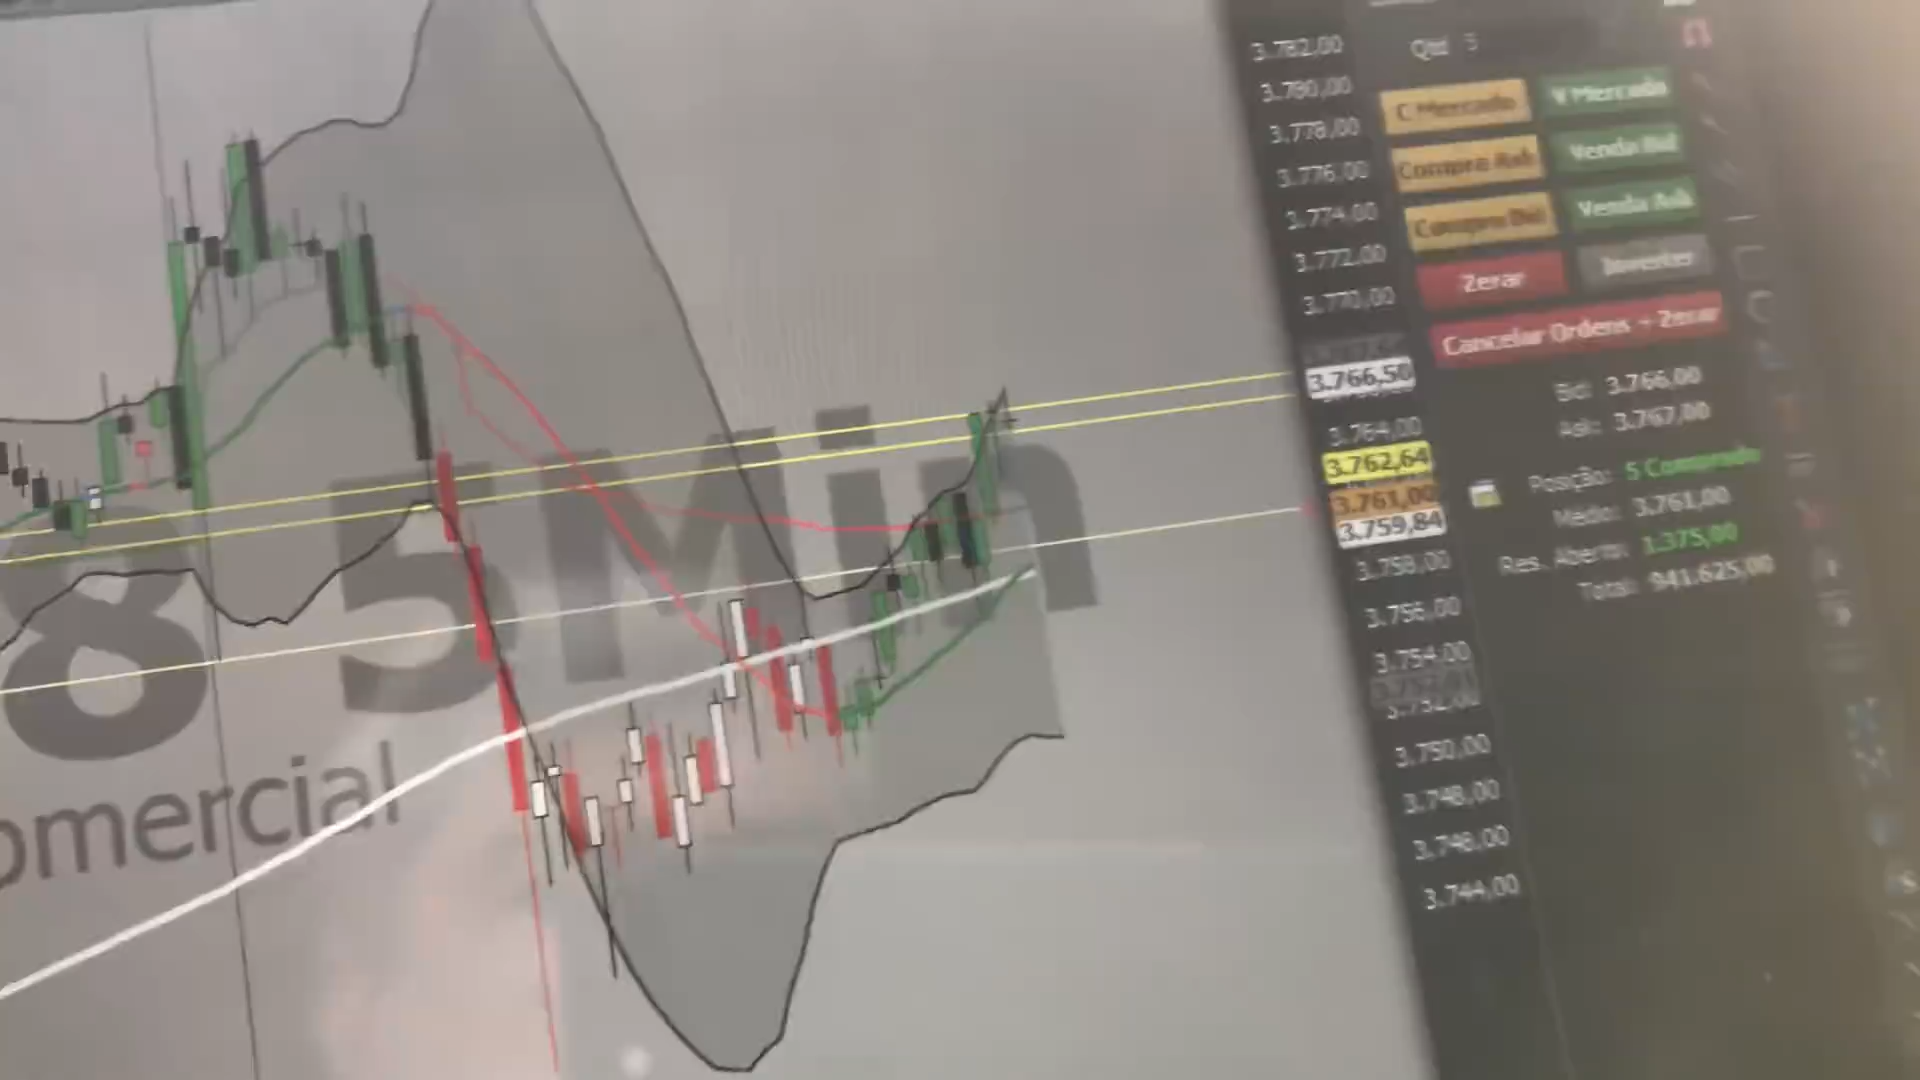 3.782,00
Qtd 5
3.780,00
C Mercado V Mercado
3.778,00
Compra Ask Venda Bid
3.776,00
3.774,00
Compra Bid Venda Ask
3.772,00
Zerar Inverter
3.770,00
Cancelar Ordens + Zerar
3.766,50
Bid: 3.766,00
3.764,00
Ask: 3.767,00
3.762,64
Posição: 5 Comprado
3.761,00
Médio: 3.761,00
3.759,84
Res. Aberto: 1.375,00
3.758,00
Total: 941.625,00
3.756,00
3.754,00
3.752,00
3.750,00
3.748,00
3.744,00
8 5Min
omercial